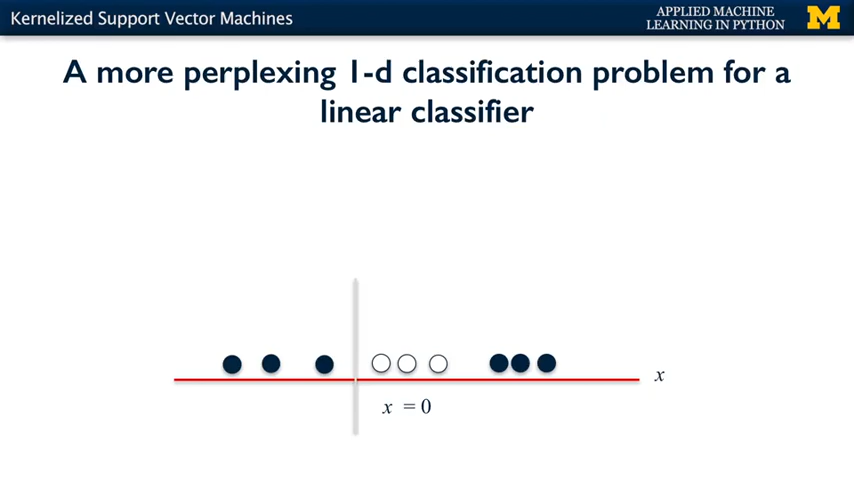 Kernelized Support Vector Machines
APPLIED MACHINE
LEARNING IN PYTHON
M
A more perplexing 1-d classification problem for a
linear classifier
x
x = 0